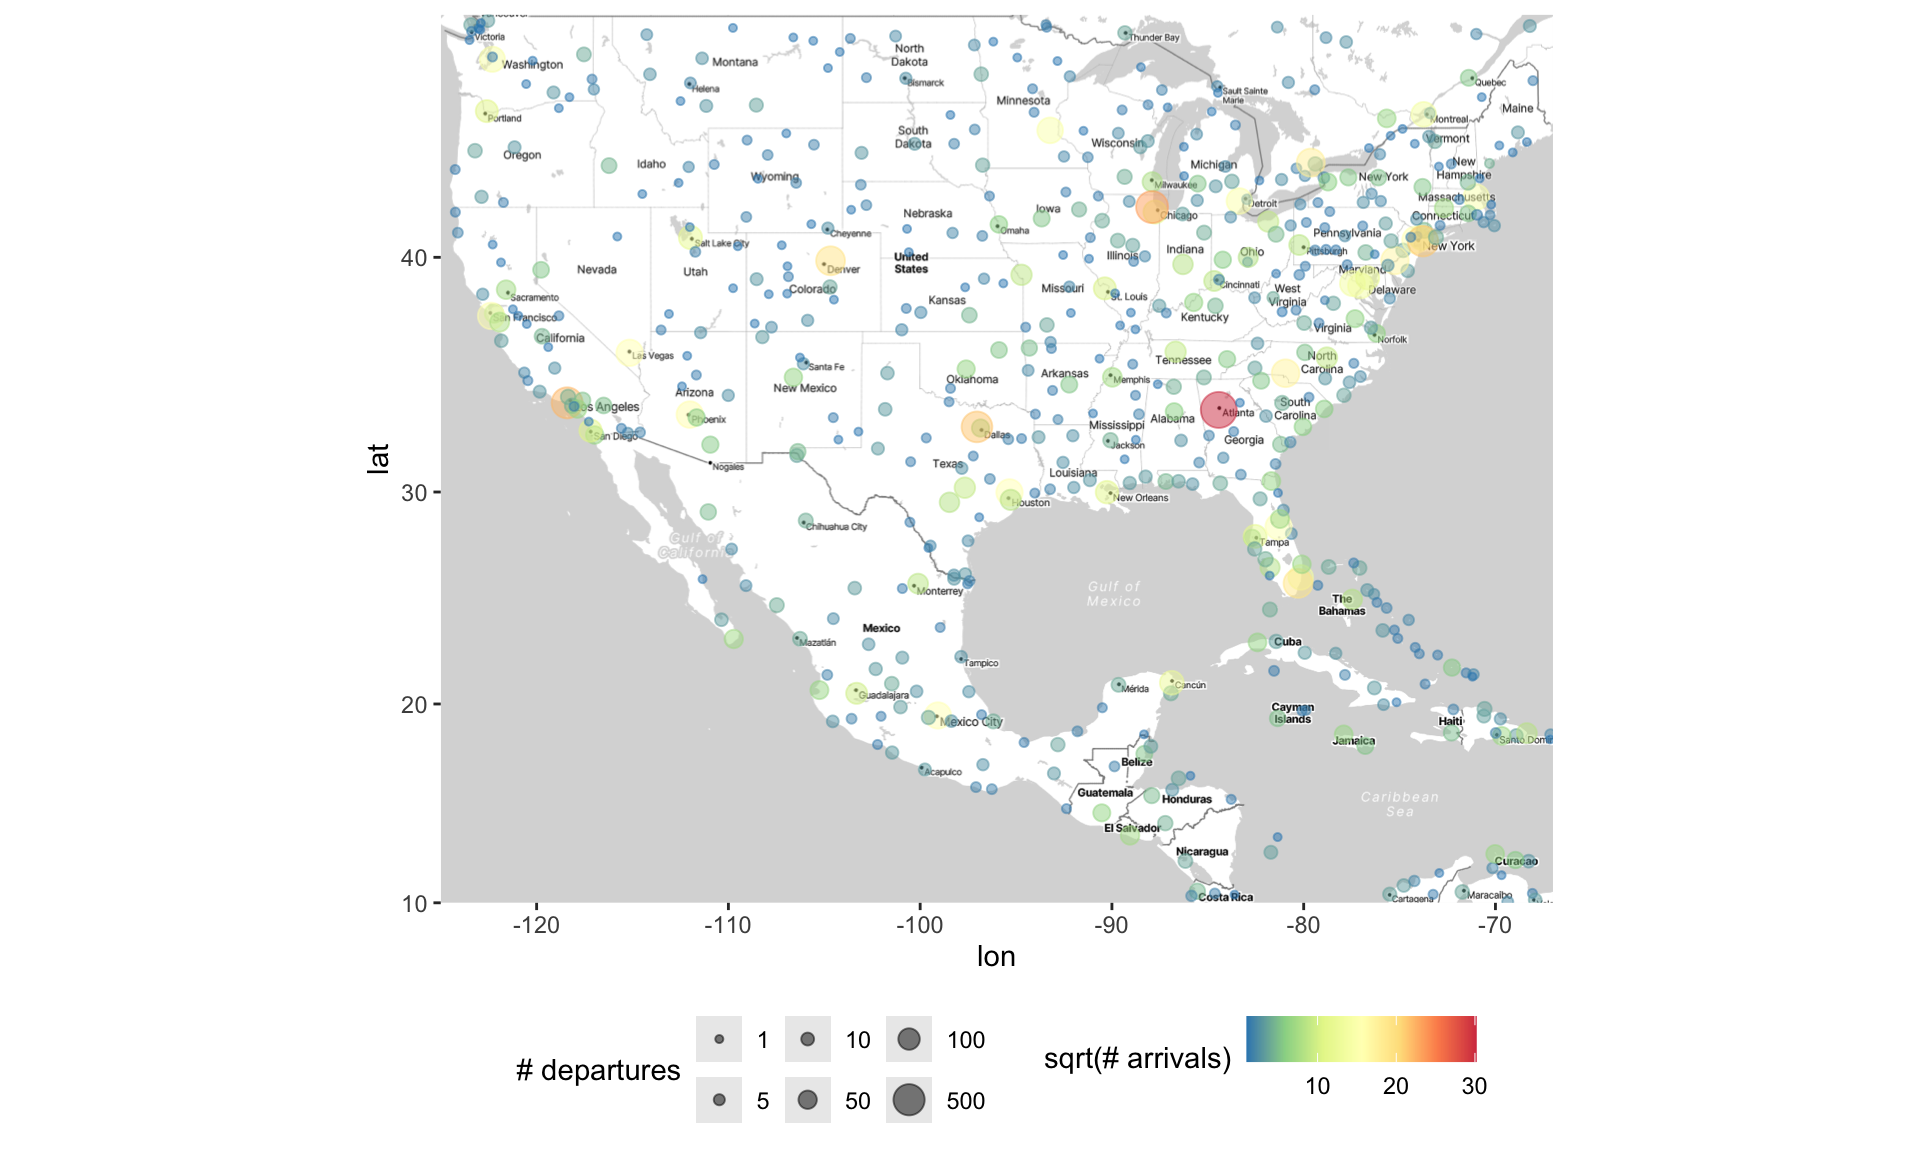 Victoria
Washington
Portland
Oregon
Idaho
Montana
Helena
Wyoming
North
Dakota
Bismarck
South
Dakota
Minnesota
Thunder Bay
Sault Sainte
Marie
Wisconsin
Michigan
Milwaukee
Quebec
Montreal
Maine
Vermont
New
Hampshire
New York
Massachusetts
Connecticut
Detroit
Chicago
Iowa
Nebraska
Omaha
Cheyenne
Salt Lake City
Nevada
Utah
Denver
Colorado
United
States
Kansas
Missouri
St. Louis
Illinois
Indiana
Ohio
Pennsylvania
Pittsburgh
New York
Maryland
Delaware
West
Virginia
Cincinnati
Kentucky
Virginia
Norfolk
Sacramento
San Francisco
California
Las Vegas
Santa Fe
Arizona
New Mexico
Oklahoma
Arkansas
Memphis
Tennessee
North
Carolina
South
Carolina
Los Angeles
San Diego
Phoenix
Nogales
Dallas
Texas
Mississippi
Jackson
Alabama
Atlanta
Georgia
Louisiana
Houston
New Orleans
Tampa
Chihuahua City
Gulf of
California
Monterrey
Mexico
Mazatlán
Tampico
Guadalajara
Mexico City
Acapulco
Gulf of
Mexico
Mérida
Cancún
The
Bahamas
Cuba
Cayman
Islands
Jamaica
Haiti
Belize
Guatemala
Honduras
El Salvador
Nicaragua
Costa Rica
Caribbean
Sea
Curacao
Cartagena
Maracaibo
lat
40
30
20
10
-120
-110
-100
-90
-80
-70
lon
# departures
1
10
100
5
50
500
sqrt(# arrivals)
10
20
30